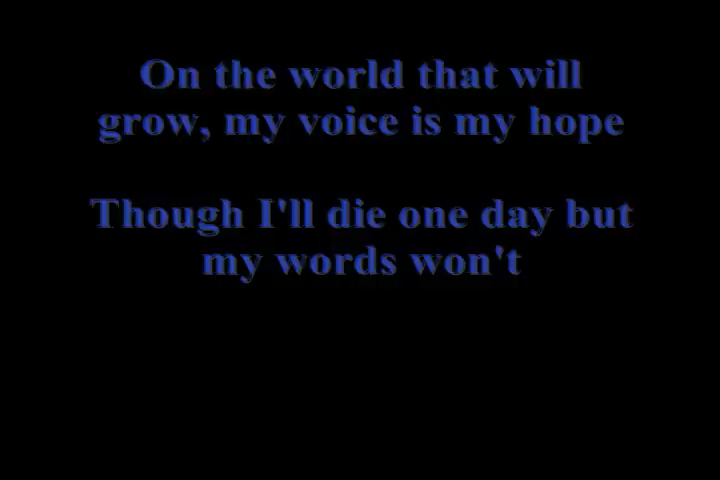 On the world that will
grow, my voice is my hope
Though I'll die one day but
my words won't